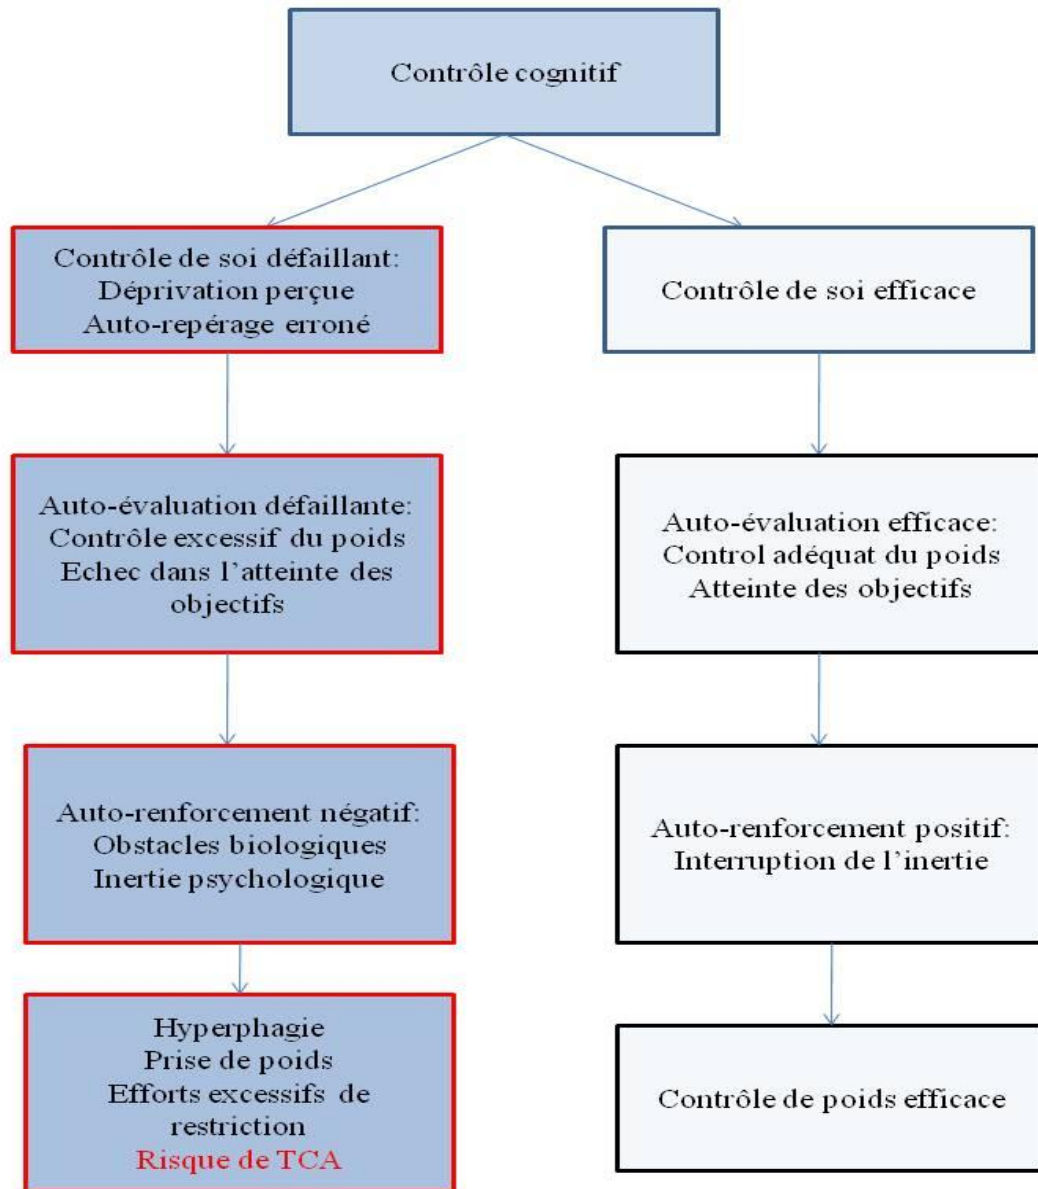 Contrôle cognitif
Contrôle de soi défaillant:
Déprivation perçue
Auto-repérage erroné
Contrôle de soi efficace
Auto-évaluation défaillante:
Contrôle excessif du poids
Echec dans l'atteinte des
objectifs
Auto-évaluation efficace:
Control adéquat du poids
Atteinte des objectifs
Auto-renforcement négatif:
Obstacles biologiques
Inertie psychologique
Auto-renforcement positif:
Interruption de l'inertie
Hyperphagie
Prise de poids
Efforts excessifs de
restriction
Risque de TCA
Contrôle de poids efficace